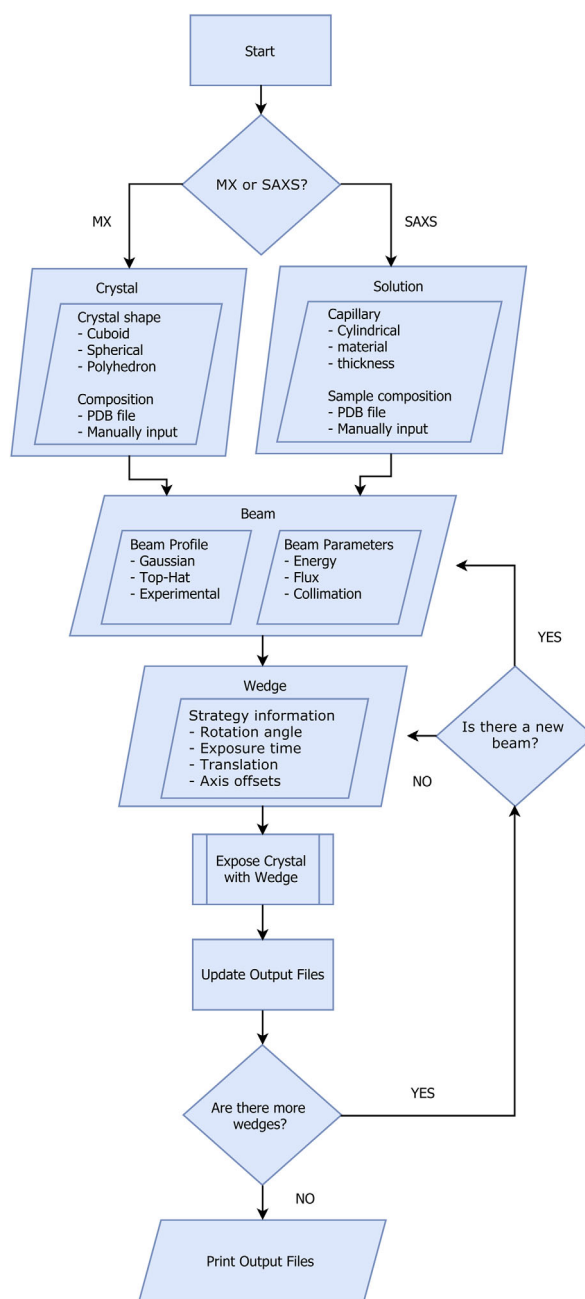 Start
MX or SAXS?
MX
SAXS
Crystal
Crystal shape
- Cuboid
- Spherical
- Polyhedron
Composition
- PDB file
- Manually input
Solution
Capillary
- Cylindrical
- material
- thickness
Sample composition
- PDB file
- Manually input
Beam
Beam Profile
- Gaussian
- Top-Hat
- Experimental
Beam Parameters
- Energy
- Flux
- Collimation
YES
Wedge
Strategy information
- Rotation angle
- Exposure time
- Translation
- Axis offsets
Is there a new
beam?
NO
Expose Crystal
with Wedge
Update Output Files
Are there more
wedges?
YES
NO
Print Output Files